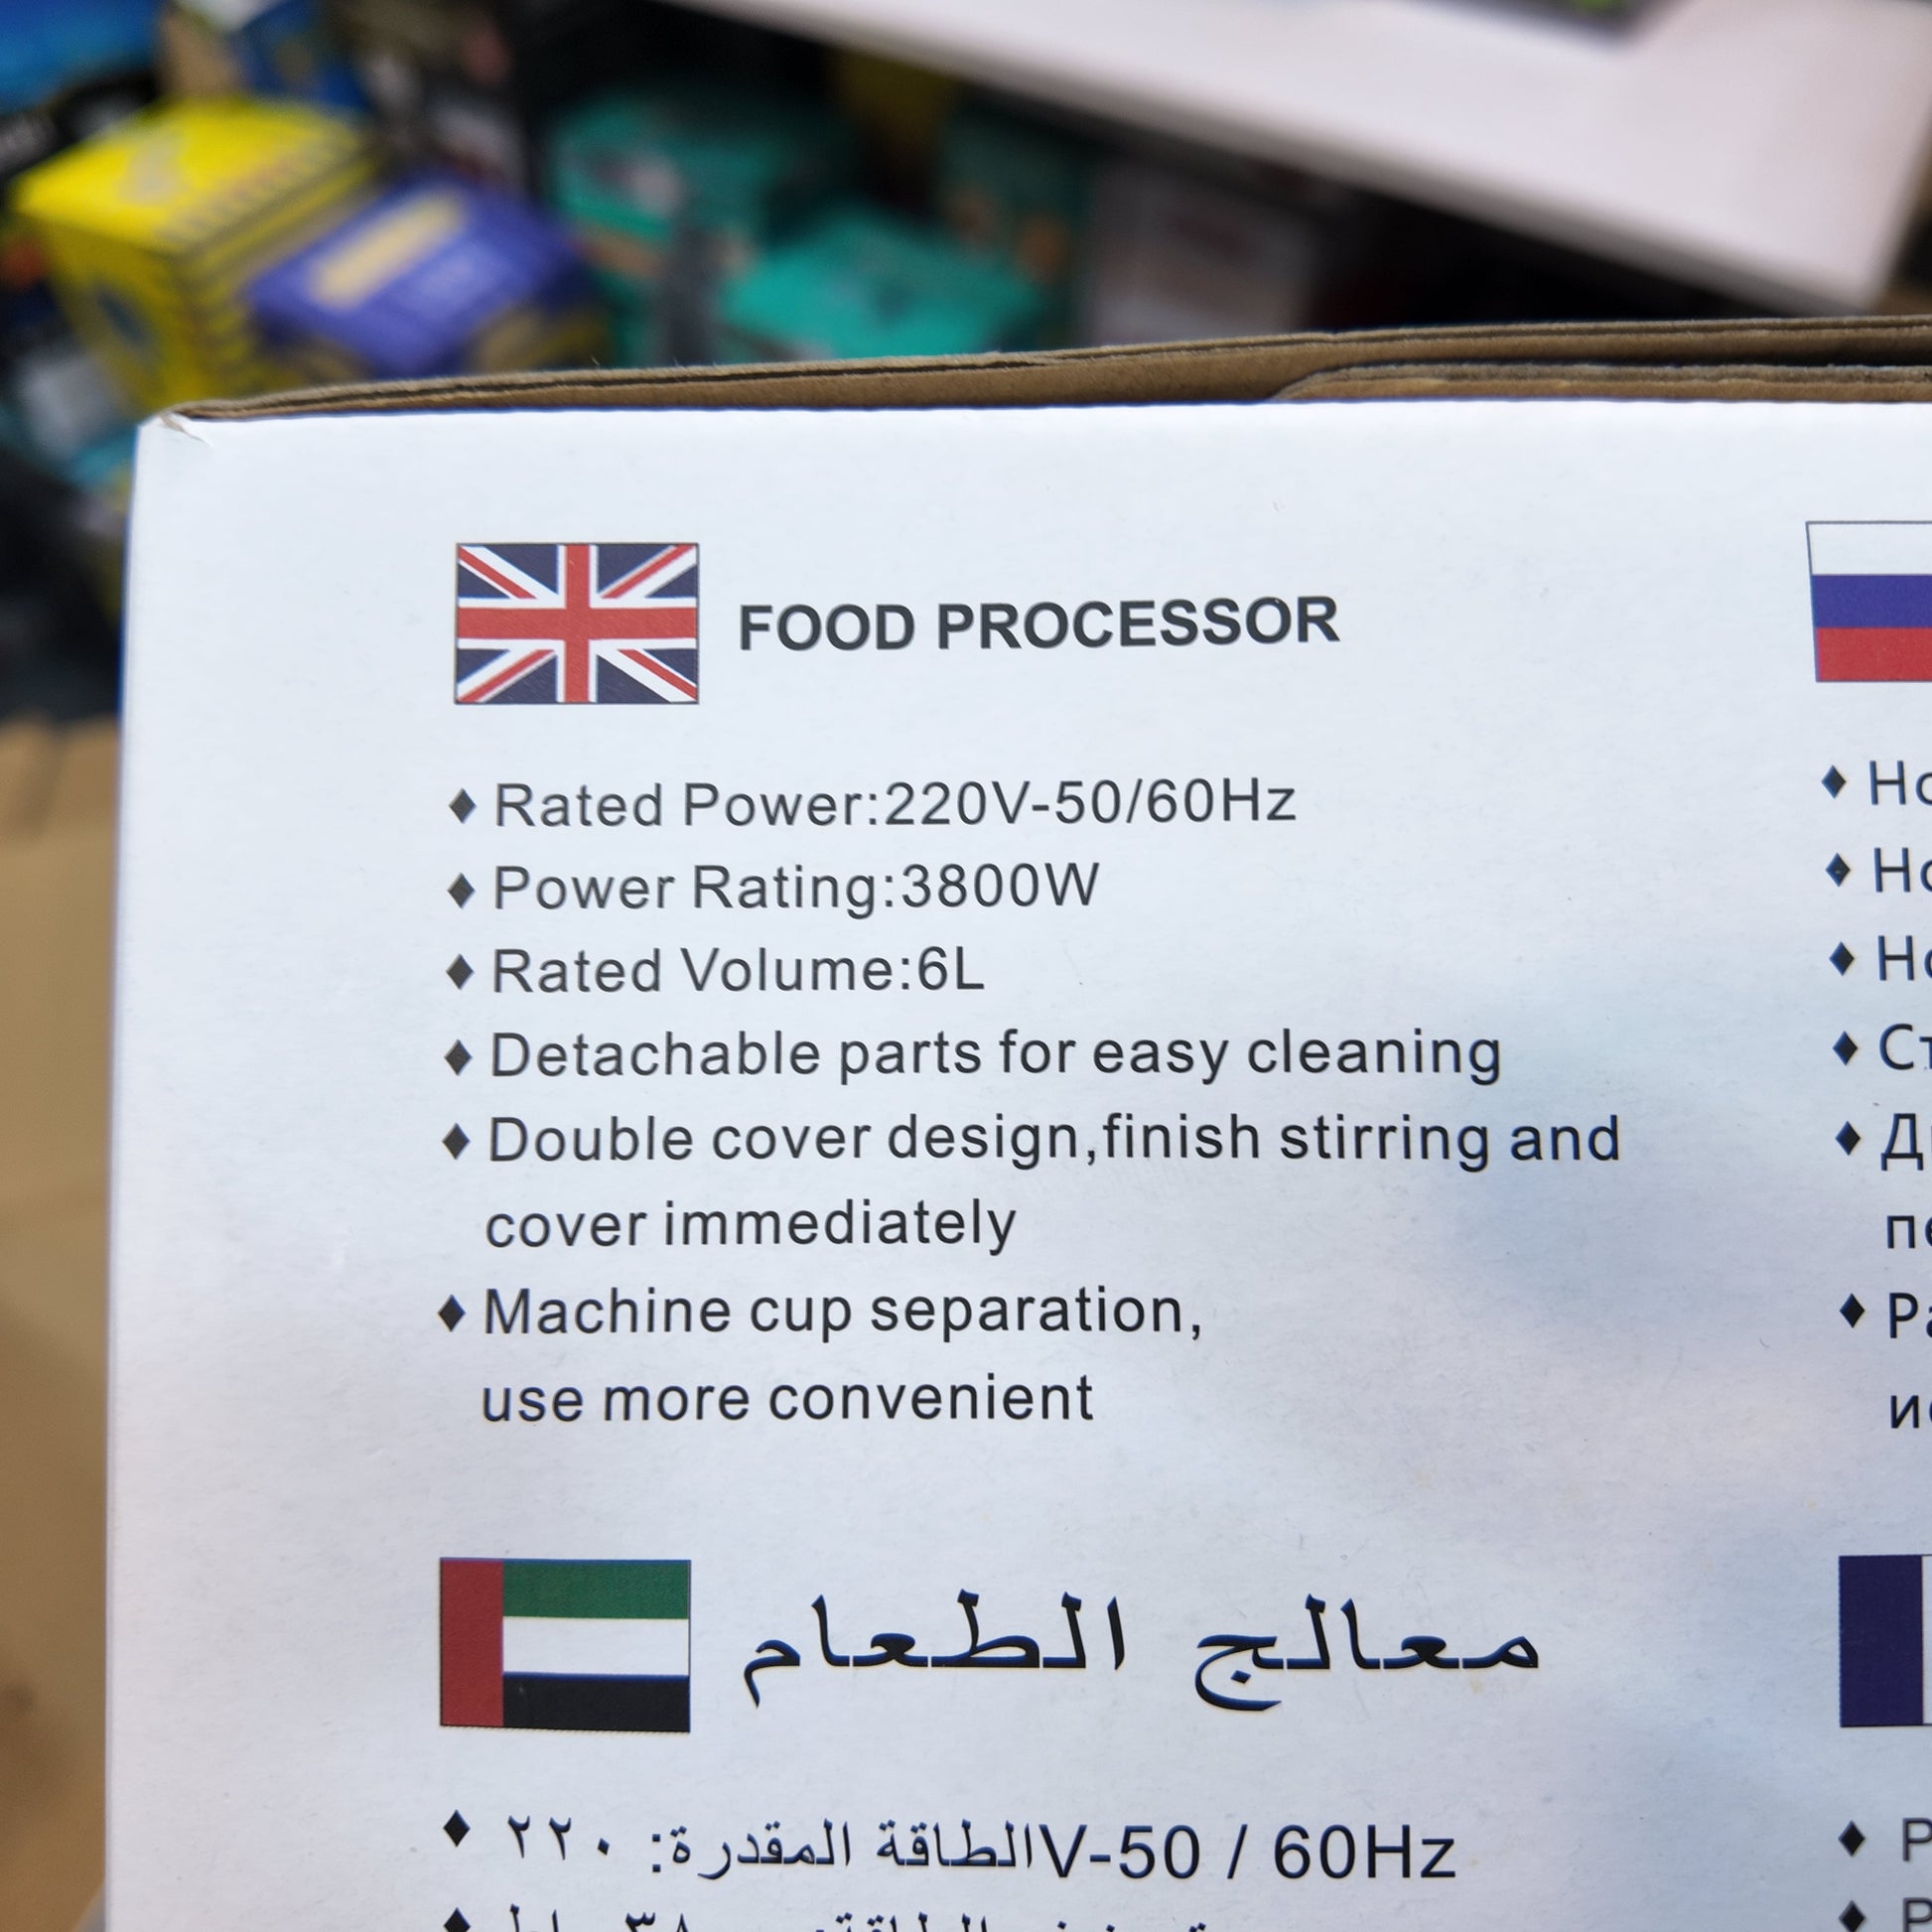 FOOD PROCESSOR
♦ Rated Power:220V-50/60Hz
♦ Power Rating:3800W
♦ Rated Volume:6L
♦ Detachable parts for easy cleaning
♦ Double cover design,finish stirring and
cover immediately
♦ Machine cup separation,
use more convenient
معالج الطعام
♦ ٢٢٠ :الطاقة المقدرةV-50 / 60Hz